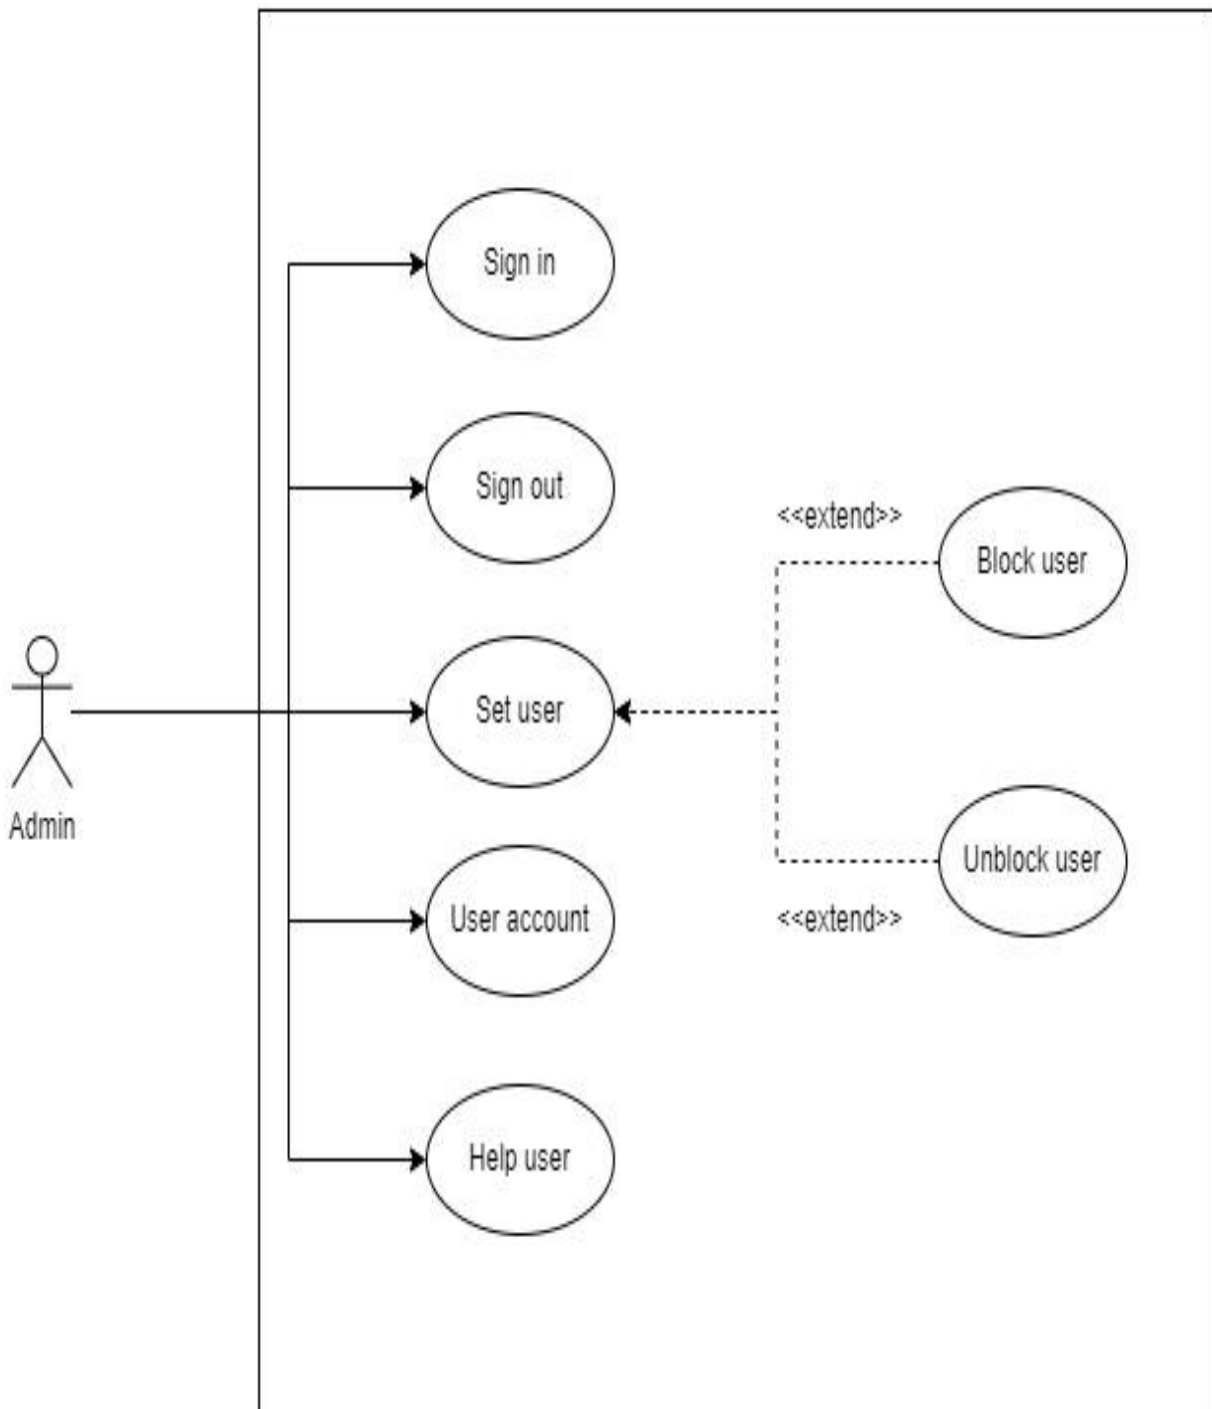 Sign in
Sign out
<<extend>>
Block user
Set user
Admin
Unblock user
User account
<<extend>>
Help user